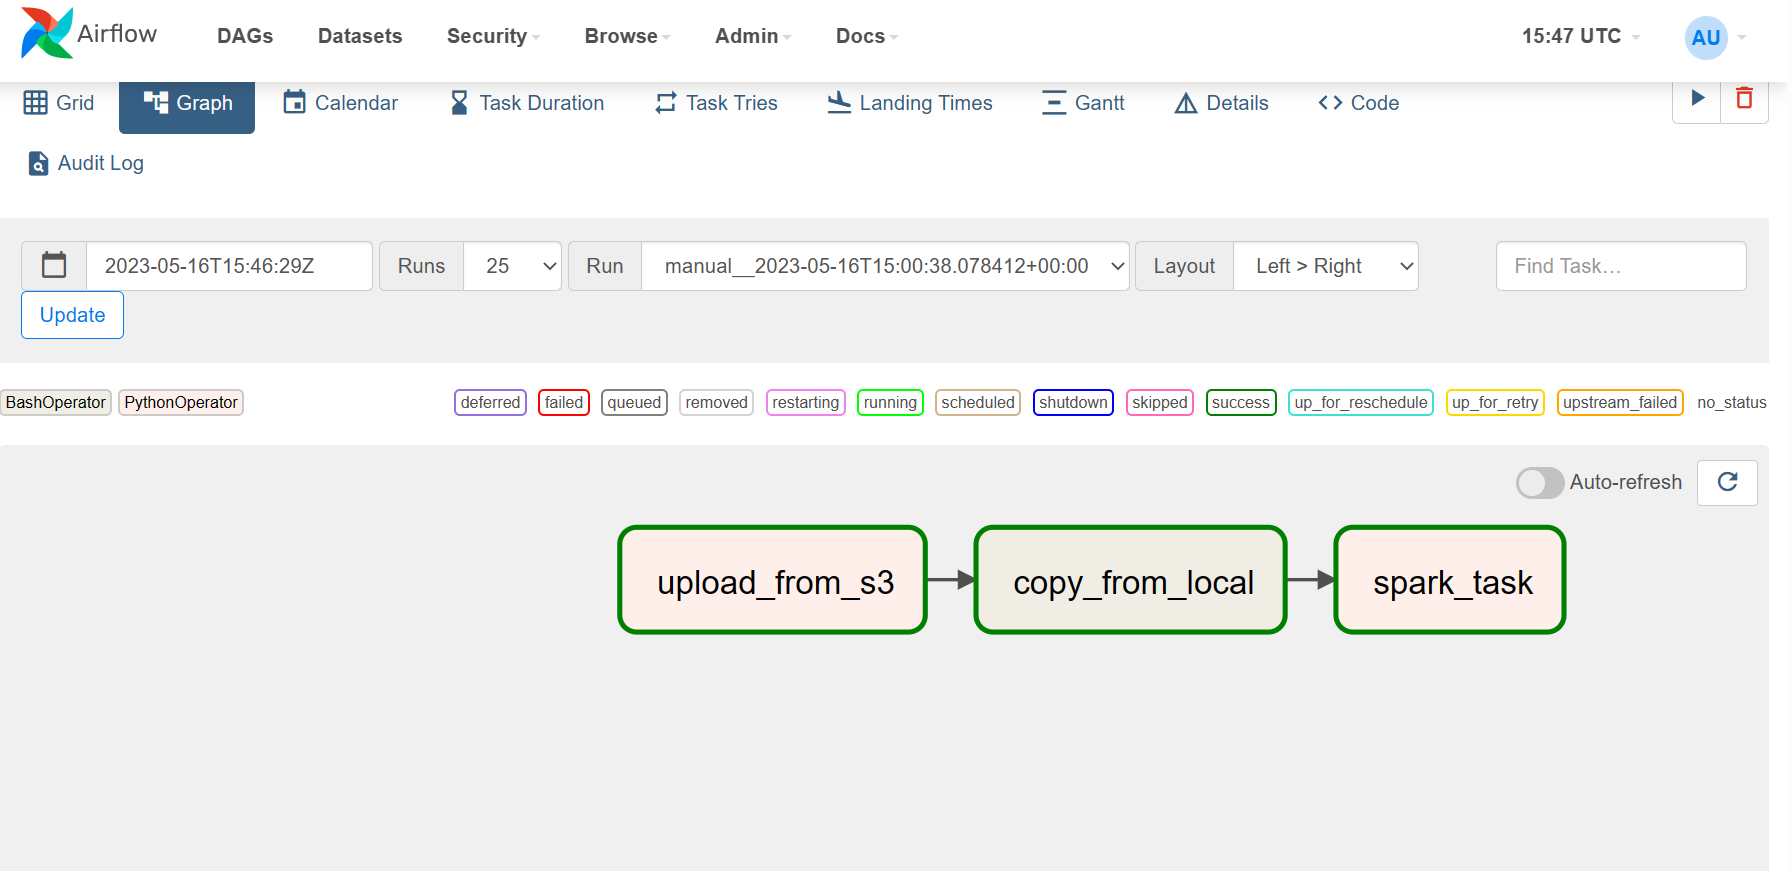 Airflow DAGs Datasets Security Browse Admin Docs 15:47 UTC AU
Grid Graph Calendar Task Duration Task Tries Landing Times Gantt Details Code
Audit Log
2023-05-16T15:46:29Z Runs 25 Run manual__2023-05-16T15:00:38.078412+00:00 Layout Left > Right Find Task…
Update
BashOperator PythonOperator deferred failed queued removed restarting running scheduled shutdown skipped success up_for_reschedule up_for_retry upstream_failed no_status
Auto-refresh
upload_from_s3 copy_from_local spark_task